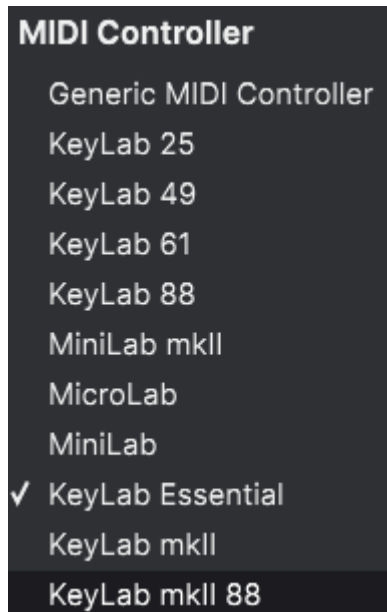 MIDI Controller
Generic MIDI Controller
KeyLab 25
KeyLab 49
KeyLab 61
KeyLab 88
MiniLab mkII
MicroLab
MiniLab
✓ KeyLab Essential
KeyLab mkII
KeyLab mkII 88